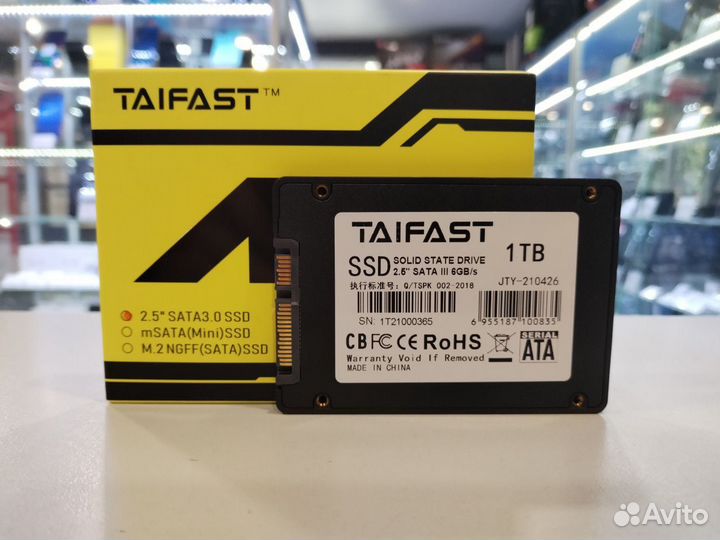 TAIFAST™
2.5" SATA3.0 SSD
mSATA(Mini)SSD
M.2 NGFF(SATA)SSD
TAIFAST
SSD SOLID STATE DRIVE
2.5" SATA III 6GB/s
1TB
执行标准号: Q/TSPK 002-2018
JTY-210426
SN: 1T21000365
6 955187 100835
CB FC CE RoHS
SERIAL
ATA
Warranty Void If Removed
MADE IN CHINA
Avito